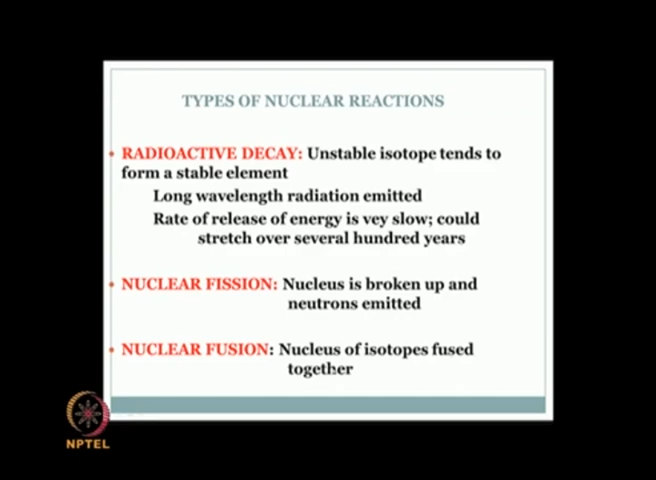 TYPES OF NUCLEAR REACTIONS
• RADIOACTIVE DECAY: Unstable isotope tends to
form a stable element
Long wavelength radiation emitted
Rate of release of energy is vey slow; could
stretch over several hundred years
• NUCLEAR FISSION: Nucleus is broken up and
neutrons emitted
• NUCLEAR FUSION: Nucleus of isotopes fused
together
NPTEL